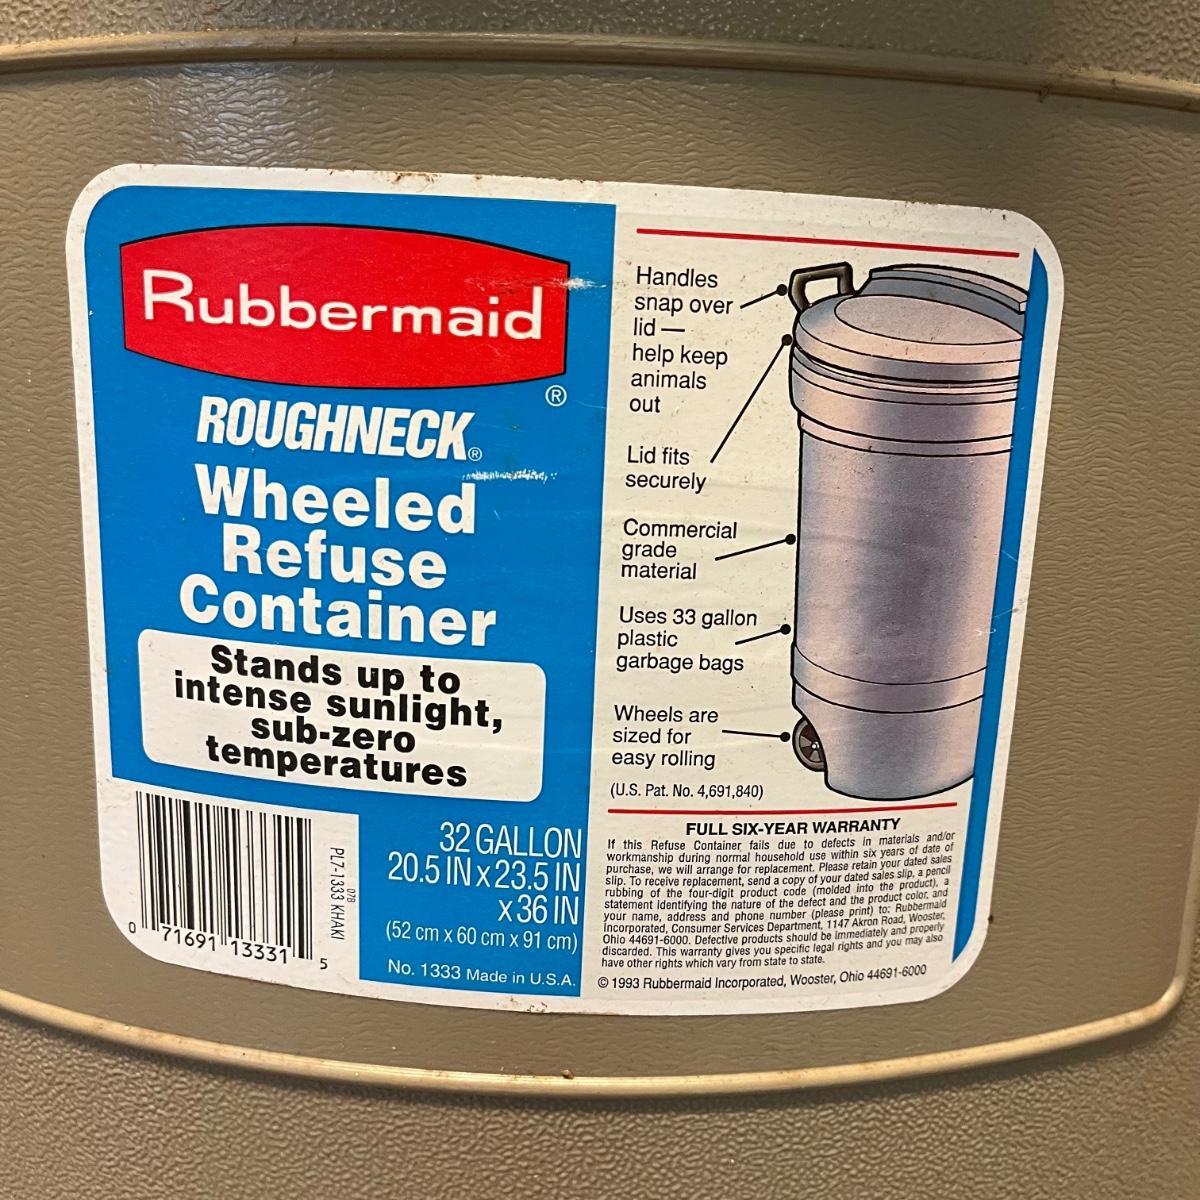 Rubbermaid
®
ROUGHNECK®
Wheeled
Refuse
Container
Stands up to
intense sunlight,
sub-zero
temperatures
0 71691 13331 5
PL7-1333 KHAKI
07B
32 GALLON
20.5 IN x 23.5 IN
x 36 IN
(52 cm x 60 cm x 91 cm)
No. 1333 Made in U.S.A.
Handles
snap over
lid —
help keep
animals
out
Lid fits
securely
Commercial
grade
material
Uses 33 gallon
plastic
garbage bags
Wheels are
sized for
easy rolling
(U.S. Pat. No. 4,691,840)
FULL SIX-YEAR WARRANTY
If this Refuse Container fails due to defects in materials and/or
workmanship during normal household use within six years of date of
purchase, we will arrange for replacement. Please retain your dated sales
slip. To receive replacement, send a copy of your dated sales slip, a pencil
rubbing of the four-digit product code (molded into the product), a
statement Identifying the nature of the defect and the product color, and
your name, address and phone number (please print) to: Rubbermaid
Incorporated, Consumer Services Department, 1147 Akron Road, Wooster,
Ohio 44691-6000. Defective products should be immediately and properly
discarded. This warranty gives you specific legal rights and you may also
have other rights which vary from state to state.
© 1993 Rubbermaid Incorporated, Wooster, Ohio 44691-6000